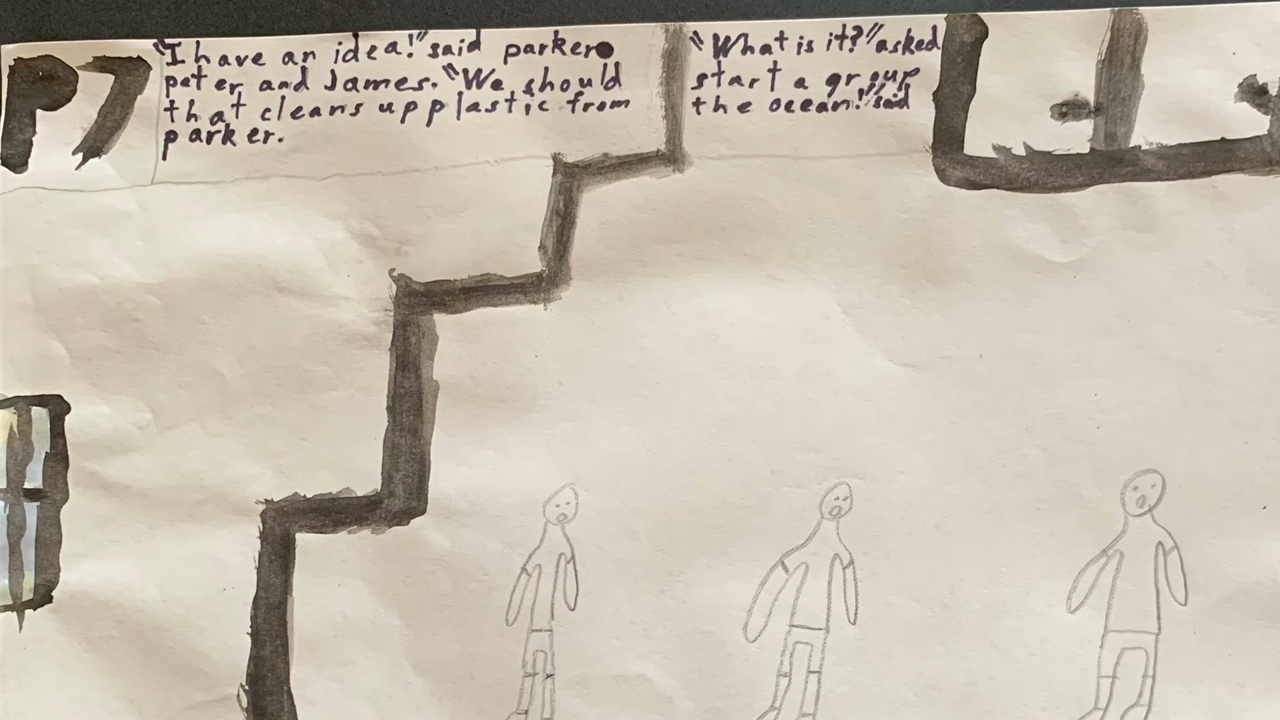 P7
"I have an idea!" said parker. "What is it?" asked
peter and James. "We should start a group
that cleans up plastic from the ocean!" said
parker.